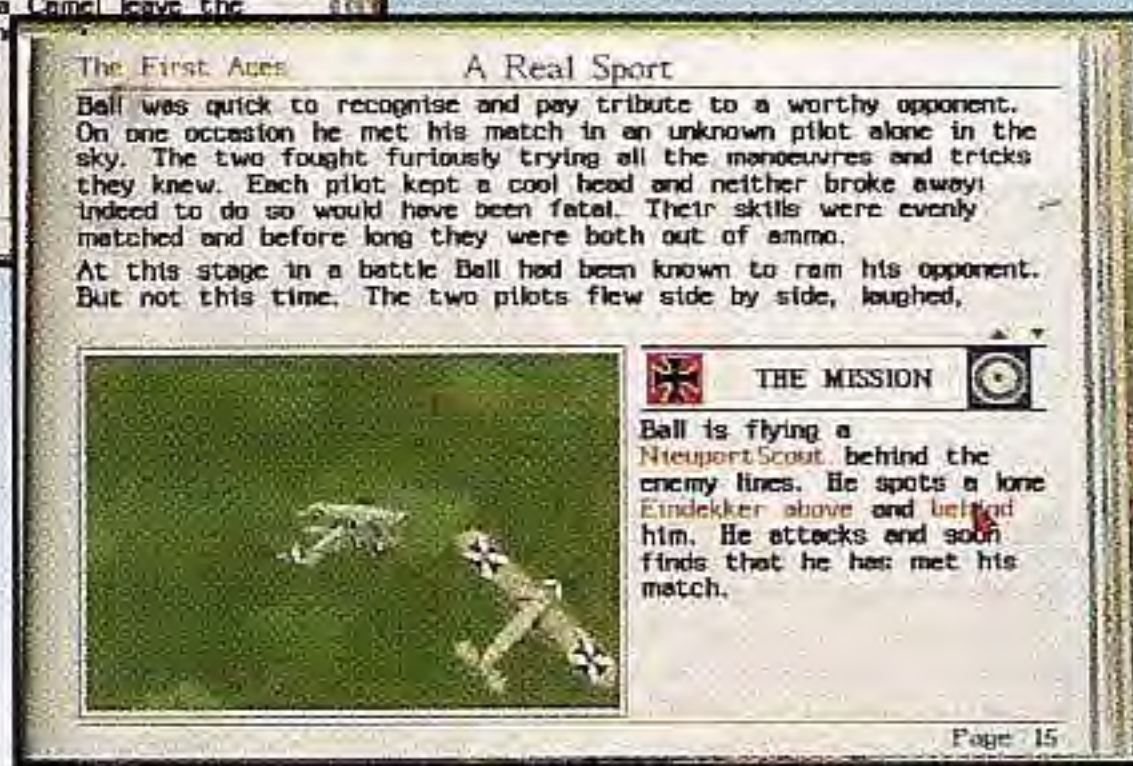 a Camel leave the
The First Aces
A Real Sport
Ball was quick to recognise and pay tribute to a worthy opponent.
On one occasion he met his match in an unknown pilot alone in the
sky. The two fought furiously trying all the manoeuvres and tricks
they knew. Each pilot kept a cool head and neither broke away;
indeed to do so would have been fatal. Their skills were evenly
matched and before long they were both out of ammo.
At this stage in a battle Ball had been known to ram his opponent.
But not this time. The two pilots flew side by side, laughed,
THE MISSION
Ball is flying a
Nieuport Scout behind the
enemy lines. He spots a lone
Eindekker above and behind
him. He attacks and soon
finds that he has met his
match.
Page 15